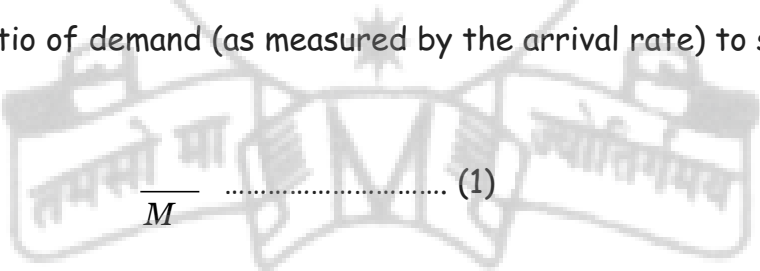 tio of demand (as measured by the arrival rate) to s
तमसो मा ज्योतिर्गमय
M ............................... (1)